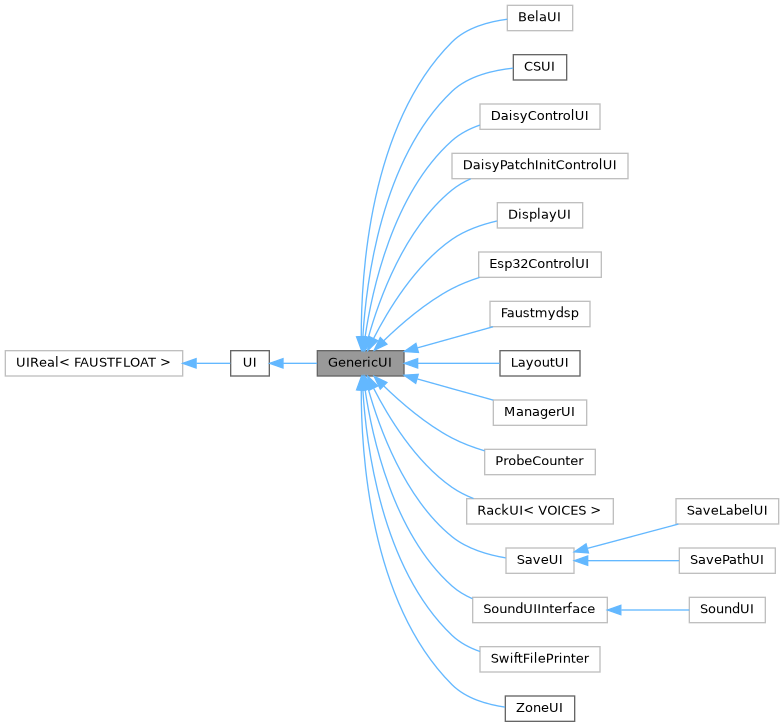 BelaUI
CSUI
DaisyControlUI
DaisyPatchInitControlUI
DisplayUI
Esp32ControlUI
Faustmydsp
UIReal< FAUSTFLOAT >
UI
GenericUI
LayoutUI
ManagerUI
ProbeCounter
RackUI< VOICES >
SaveLabelUI
SaveUI
SavePathUI
SoundUIInterface
SoundUI
SwiftFilePrinter
ZoneUI